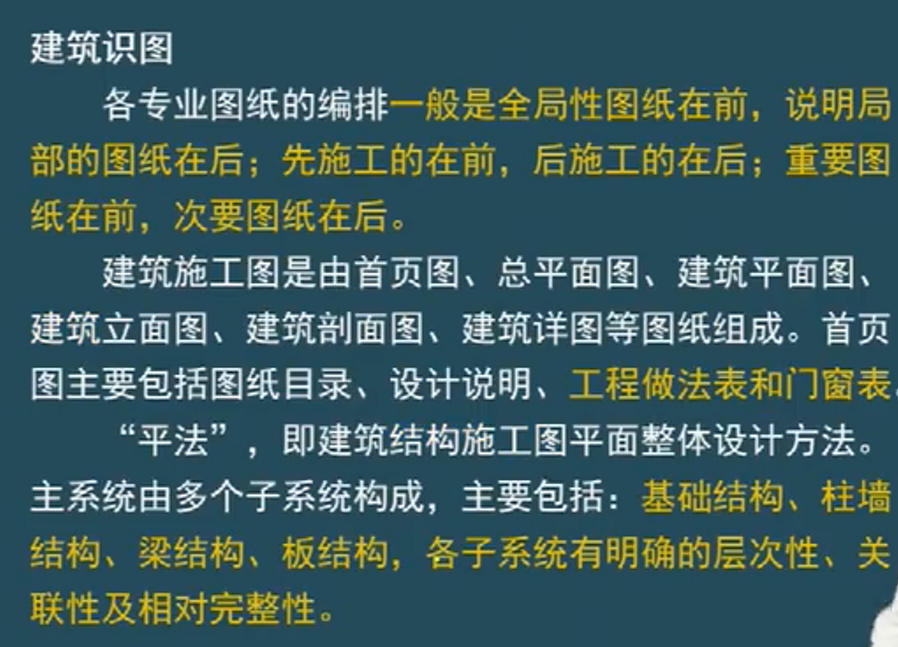 建筑识图
各专业图纸的编排一般是全局性图纸在前，说明局
部的图纸在后；先施工的在前，后施工的在后；重要图
纸在前，次要图纸在后。
建筑施工图是由首页图、总平面图、建筑平面图、
建筑立面图、建筑剖面图、建筑详图等图纸组成。首页
图主要包括图纸目录、设计说明、工程做法表和门窗表。
“平法”，即建筑结构施工图平面整体设计方法。
主系统由多个子系统构成，主要包括：基础结构、柱墙
结构、梁结构、板结构，各子系统有明确的层次性、关
联性及相对完整性。